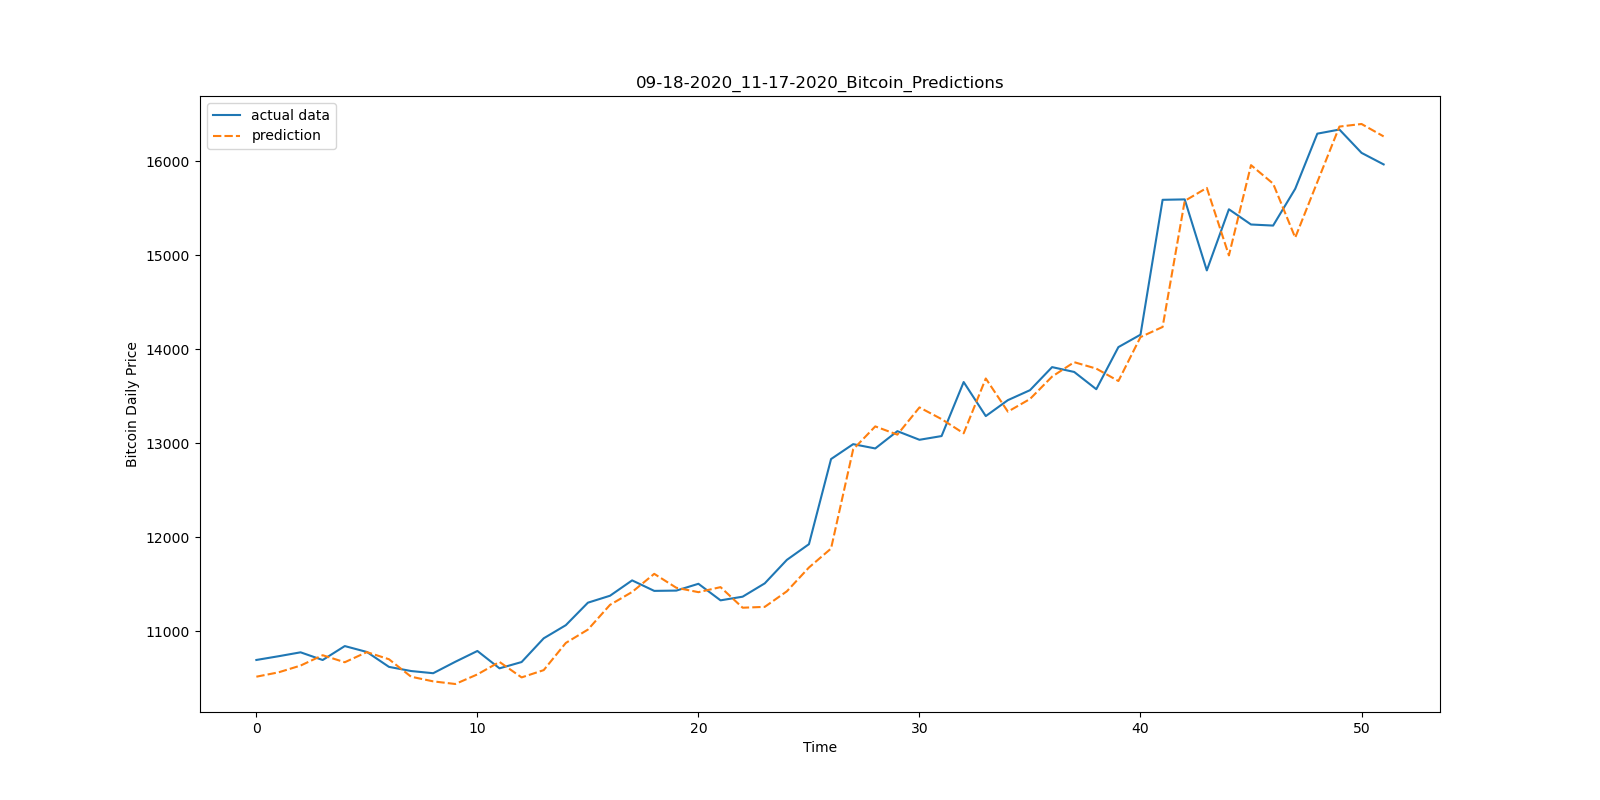 09-18-2020_11-17-2020_Bitcoin_Predictions
actual data
prediction
16000
15000
14000
13000
12000
11000
Bitcoin Daily Price
0 10 20 30 40 50
Time